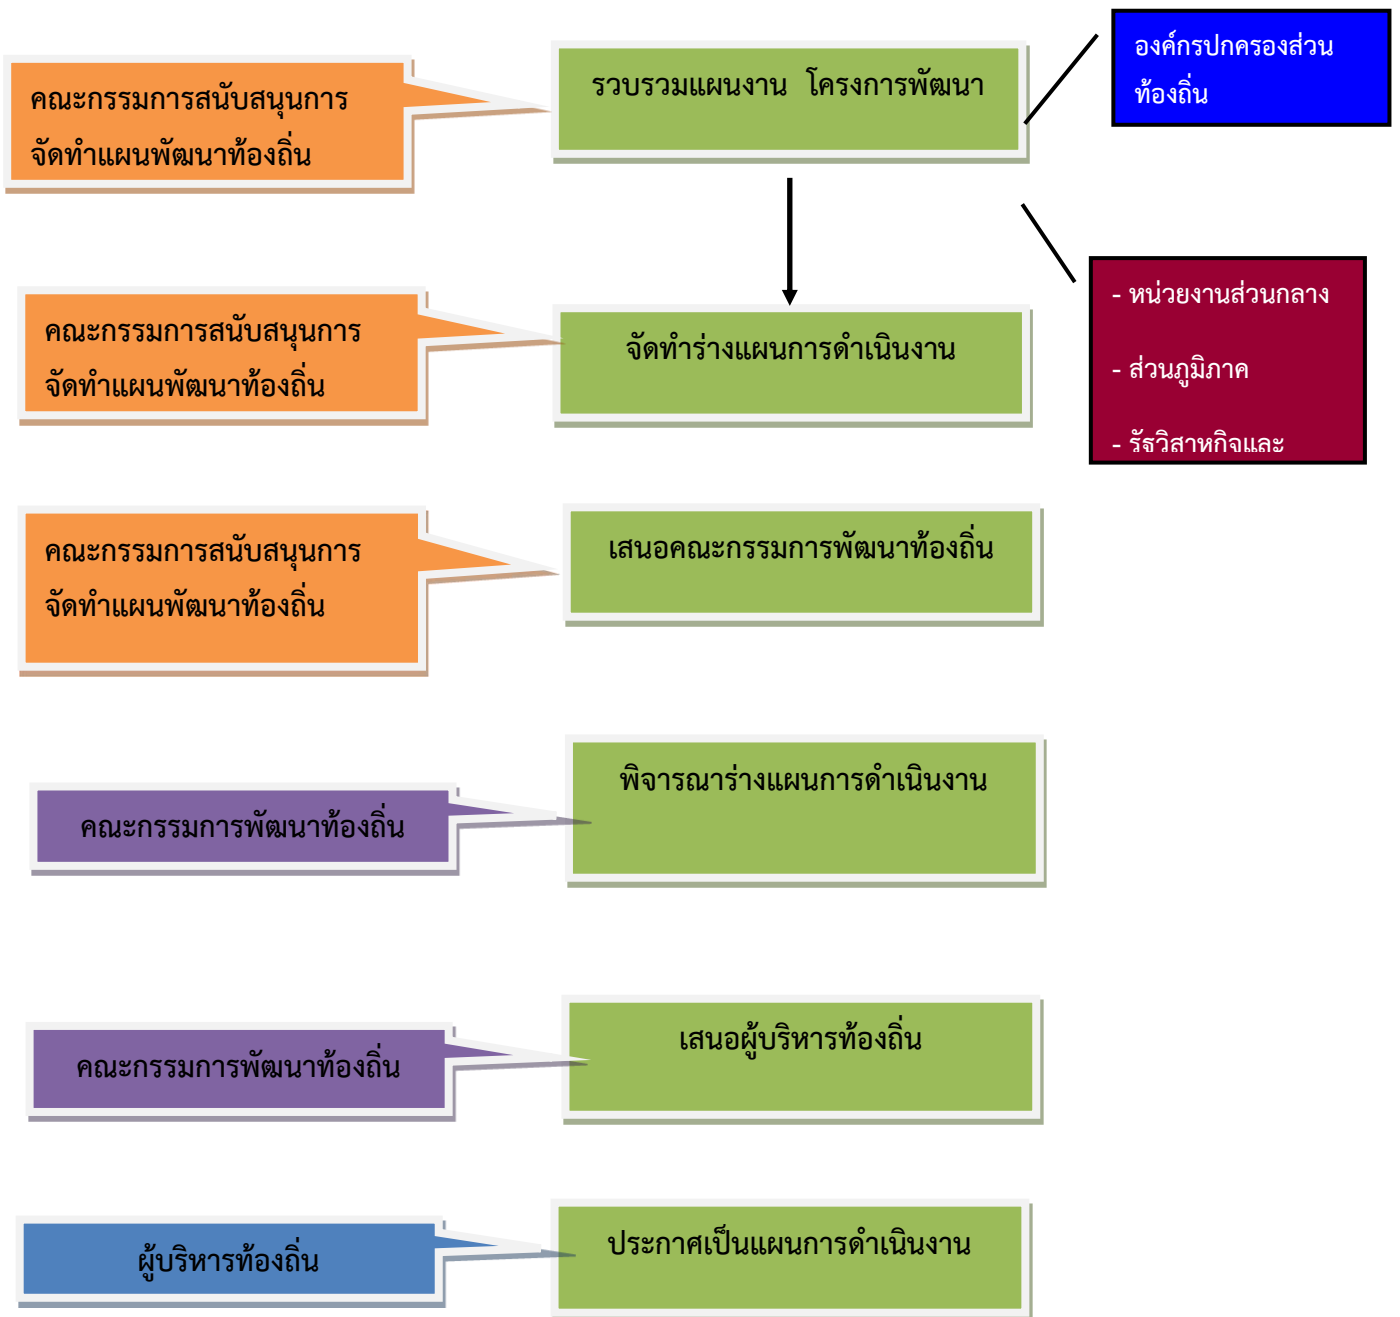 องค์กรปกครองส่วน
ท้องถิ่น
รวบรวมแผนงาน โครงการพัฒนา
คณะกรรมการสนับสนุนการ
จัดทำแผนพัฒนาท้องถิ่น
- หน่วยงานส่วนกลาง
- ส่วนภูมิภาค
- รัฐวิสาหกิจและ
คณะกรรมการสนับสนุนการ
จัดทำแผนพัฒนาท้องถิ่น
จัดทำร่างแผนการดำเนินงาน
คณะกรรมการสนับสนุนการ
จัดทำแผนพัฒนาท้องถิ่น
เสนอคณะกรรมการพัฒนาท้องถิ่น
คณะกรรมการพัฒนาท้องถิ่น
พิจารณาร่างแผนการดำเนินงาน
คณะกรรมการพัฒนาท้องถิ่น
เสนอผู้บริหารท้องถิ่น
ผู้บริหารท้องถิ่น
ประกาศเป็นแผนการดำเนินงาน